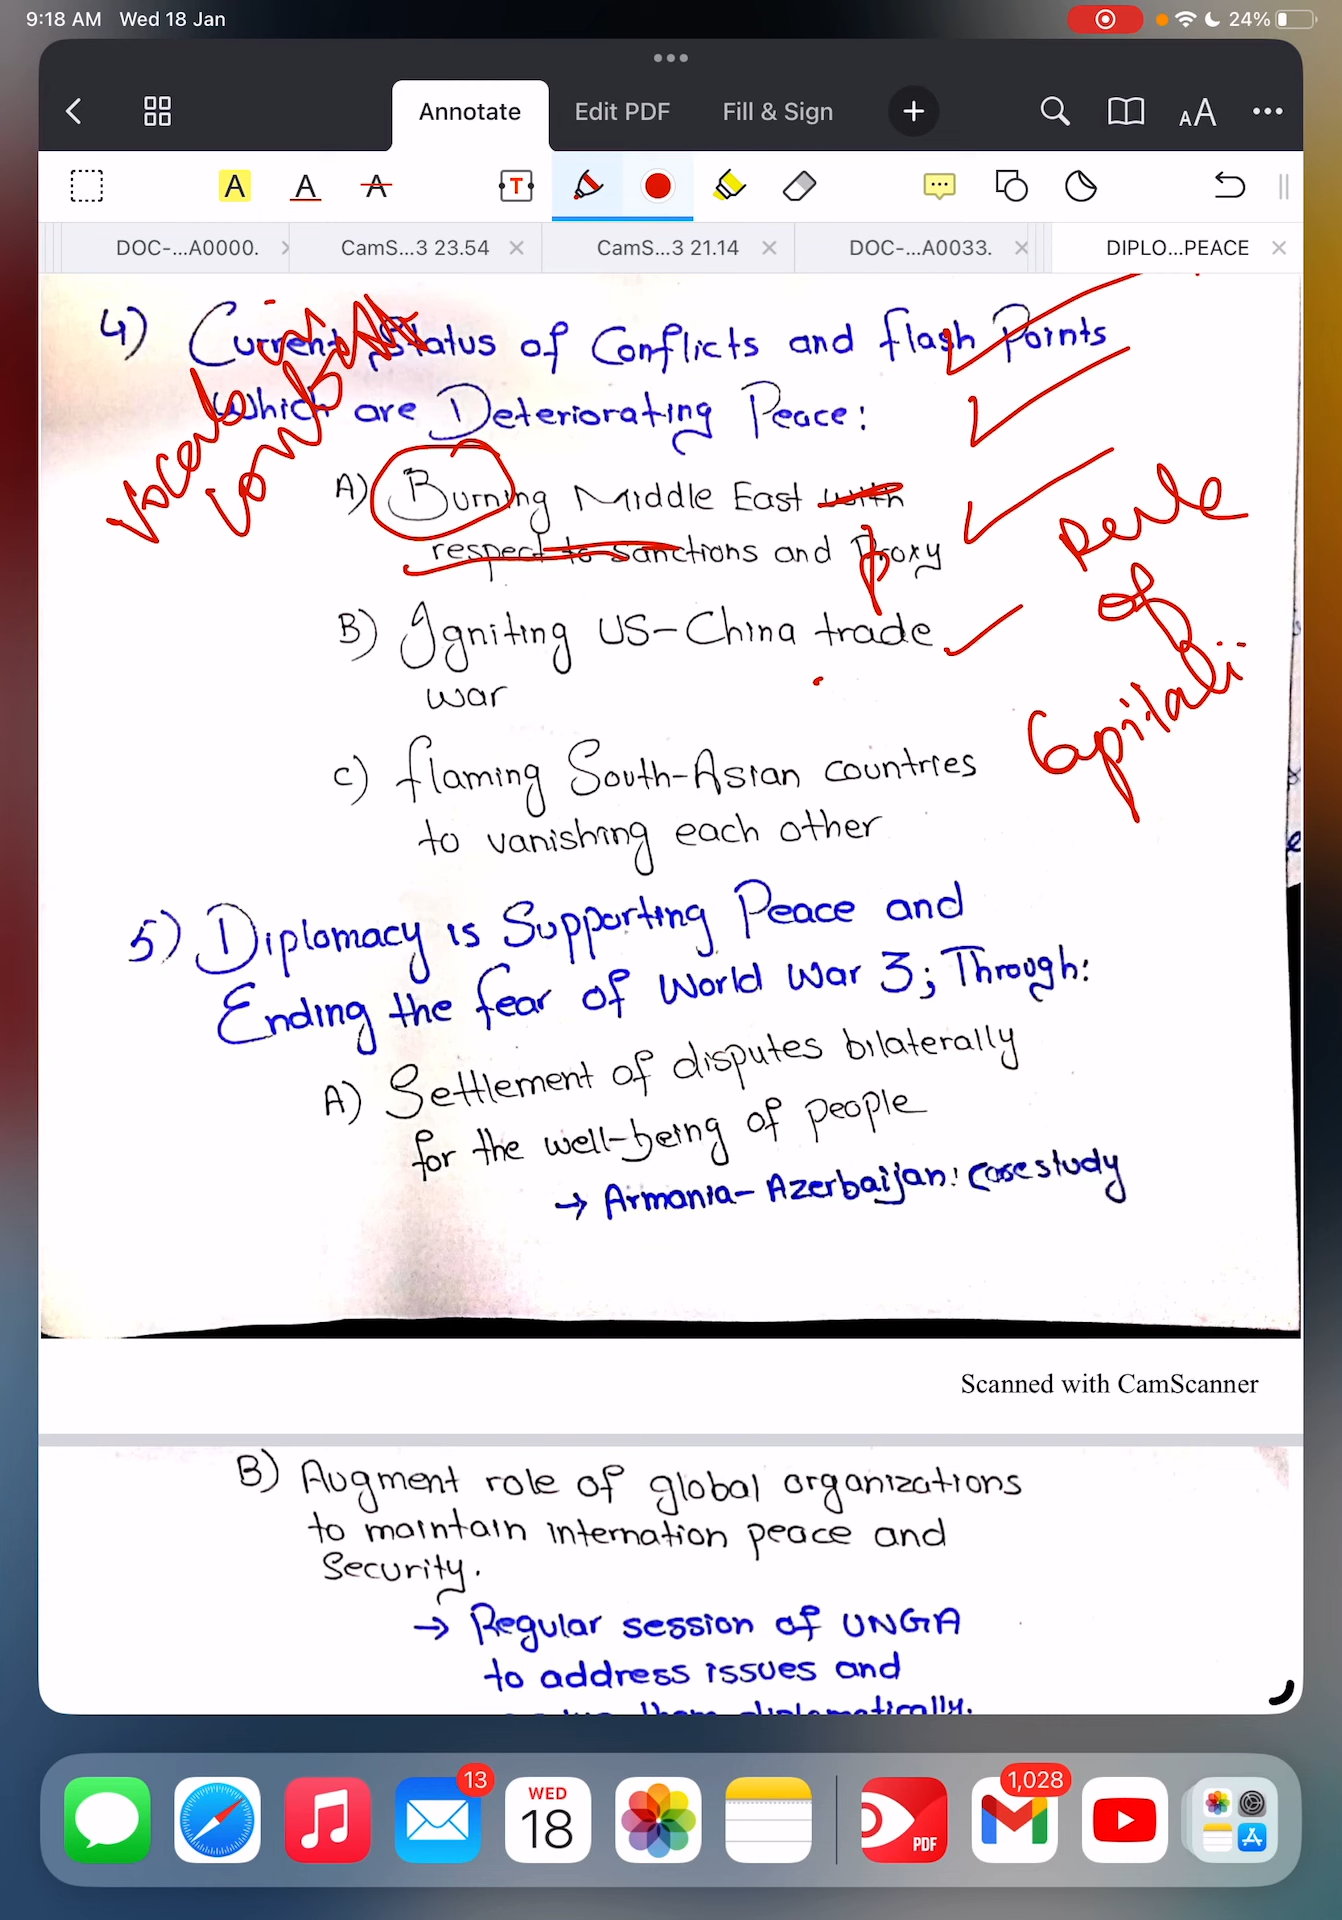 9:18 AM Wed 18 Jan
24%
Annotate
Edit PDF
Fill & Sign
AA
A A A T
DOC-...A0000.
CamS...3 23.54
CamS...3 21.14
DOC-...A0033.
DIPLO...PEACE
4) Current Status of Conflicts and flash Points
Which are Deteriorating Peace:
A) Burning Middle East with
respect to sanctions and Proxy
B) Igniting US-China trade
war
C) flaming South-Asian countries
to vanishing each other
Rule
of
Capitali
5) Diplomacy is Supporting Peace and
Ending the fear of World War 3; Through:
A) Settlement of disputes bilaterally
for the well-being of people
→ Armania-Azerbaijan: Case study
Scanned with CamScanner
B) Augment role of global organizations
to maintain internation peace and
Security.
→ Regular session of UNGA
to address issues and
them diplomatically.
13
WED
18
PDF
1,028